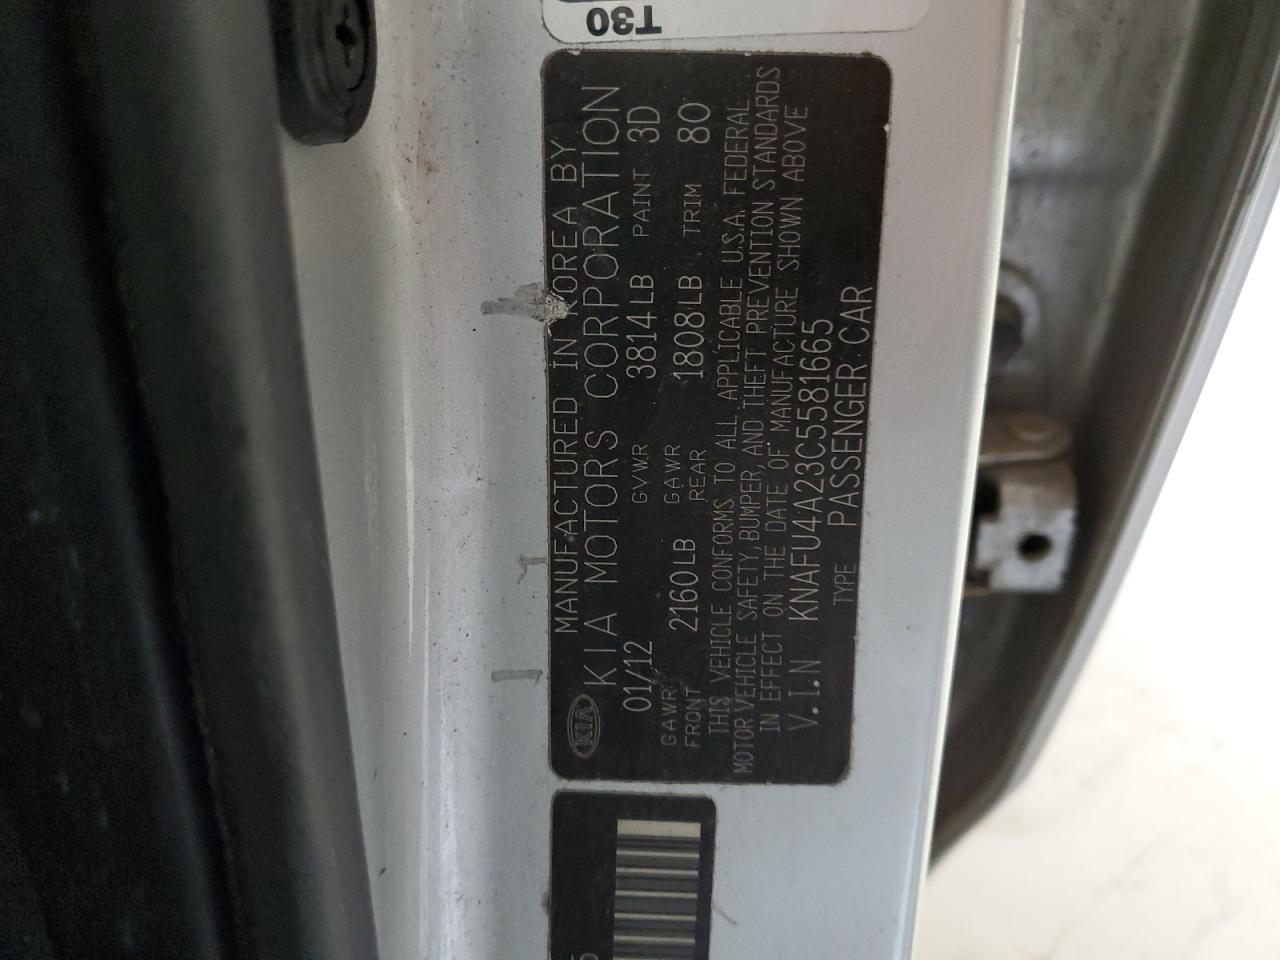 T30
MANUFACTURED IN KOREA BY
KIA
KIA MOTORS CORPORATION
01/12 GVWR 3814LB PAINT 3D
GAWR FRONT 2160LB GAWR REAR 1808LB TRIM 80
THIS VEHICLE CONFORMS TO ALL APPLICABLE U.S.A. FEDERAL
MOTOR VEHICLE SAFETY, BUMPER, AND THEFT PREVENTION STANDARDS
IN EFFECT ON THE DATE OF MANUFACTURE SHOWN ABOVE
V.I.N KNAFU4A23C5581665
TYPE PASSENGER CAR